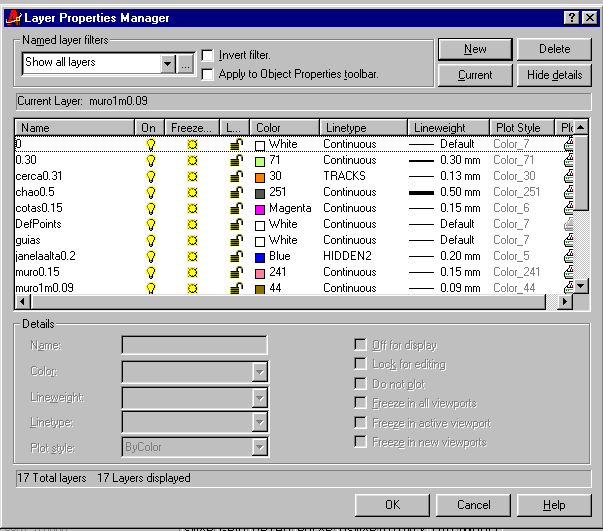 Layer Properties Manager
Named layer filters
Show all layers ...
Invert filter.
Apply to Object Properties toolbar.
New Delete
Current Hide details
Current Layer: muro1m0.09
Name On Freeze... L... Color Linetype Lineweight Plot Style
0 White Continuous Default Color_7
0.30 71 Continuous 0.30 mm Color_71
cerca0.31 30 TRACKS 0.13 mm Color_30
chao0.5 251 Continuous 0.50 mm Color_251
cotas0.15 Magenta Continuous 0.15 mm Color_6
DefPoints White Continuous Default Color_7
guias White Continuous Default Color_7
janelaalta0.2 Blue HIDDEN2 0.20 mm Color_5
muro0.15 241 Continuous 0.15 mm Color_241
muro1m0.09 44 Continuous 0.09 mm Color_44
Details
Name:
Color:
Lineweight:
Linetype:
Plot style: ByColor
Off for display
Lock for editing
Do not plot
Freeze in all viewports
Freeze in active viewport
Freeze in new viewports
17 Total layers 17 Layers displayed
OK Cancel Help